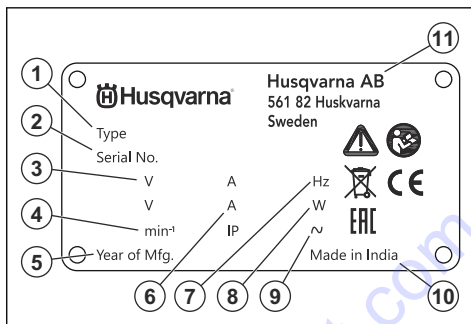 11
1
Husqvarna
Husqvarna AB
561 82 Huskvarna
Sweden
Type
2
Serial No.
3
V A Hz
V A W
4
min⁻¹ IP ~
CE
EAC
5
Year of Mfg.
Made in India
6 7 8 9 10